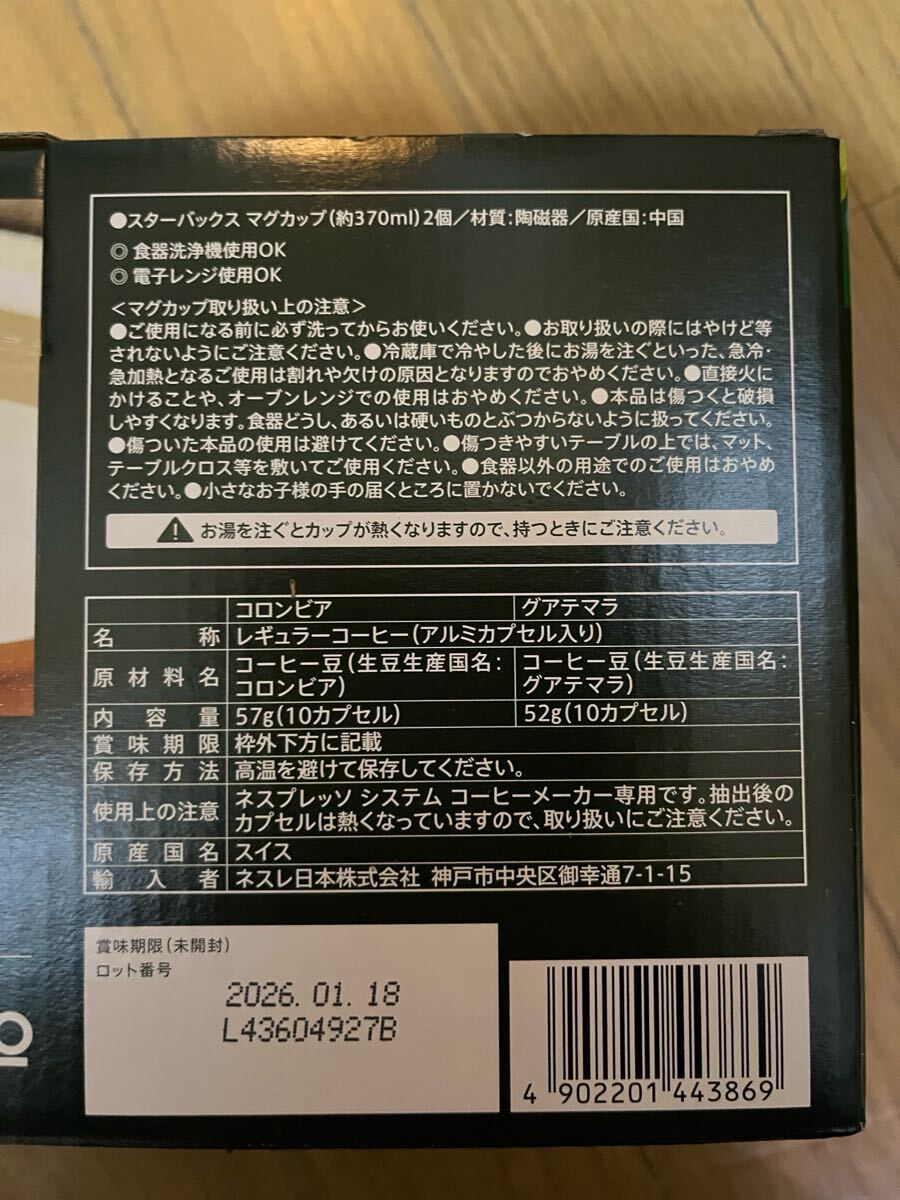 ●スターバックス マグカップ(約370ml)2個/材質:陶磁器/原産国:中国
◎ 食器洗浄機使用OK
◎ 電子レンジ使用OK
<マグカップ取り扱い上の注意>
●ご使用になる前に必ず洗ってからお使いください。●お取り扱いの際にはやけど等
されないようにご注意ください。●冷蔵庫で冷やした後にお湯を注ぐといった、急冷・
急加熱となるご使用は割れや欠けの原因となりますのでおやめください。●直接火に
かけることや、オーブンレンジでの使用はおやめください。●本品は傷つくと破損
しやすくなります。食器どうし、あるいは硬いものとぶつからないように扱ってください。
●傷ついた本品の使用は避けてください。●傷つきやすいテーブルの上では、マット、
テーブルクロス等を敷いてご使用ください。●食器以外の用途でのご使用はおやめ
ください。●小さなお子様の手の届くところに置かないでください。
お湯を注ぐとカップが熱くなりますので、持つときにご注意ください。
コロンビア グアテマラ
名称 レギュラーコーヒー(アルミカプセル入り)
原材料名 コーヒー豆(生豆生産国名: コーヒー豆(生豆生産国名:
コロンビア) グアテマラ)
内容量 57g(10カプセル) 52g(10カプセル)
賞味期限 枠外下方に記載
保存方法 高温を避けて保存してください。
使用上の注意 ネスプレッソ システム コーヒーメーカー専用です。抽出後の
カプセルは熱くなっていますので、取り扱いにご注意ください。
原産国名 スイス
輸入者 ネスレ日本株式会社 神戸市中央区御幸通7-1-15
賞味期限(未開封)
ロット番号
2026.01.18
L43604927B
4 902201 443869